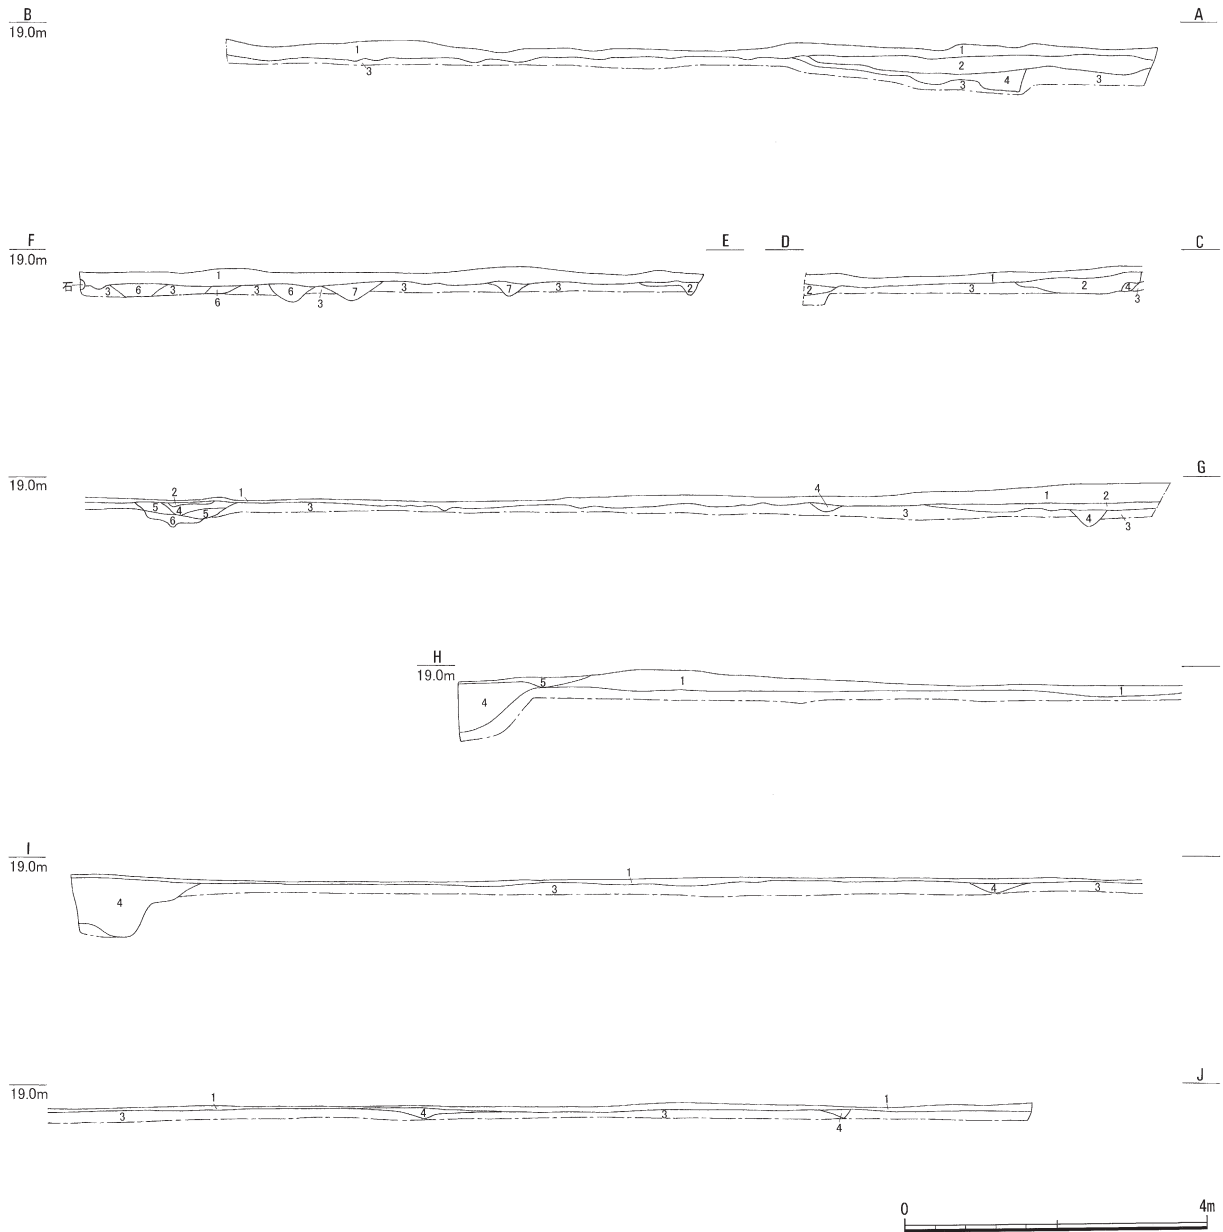 B A
19.0m
1 1
2
3 4 3
3
F E D C
19.0m
1 1
石 3 6 3 3 6 7 3 7 3 2 2 3 2 4
6 3 3
G
19.0m
2 1 4 1 2
5 4 5 3 3 4 3
6
H
19.0m
5 1
4 1
I
19.0m
1
4 3 4 3
J
19.0m
1 1
3 4 3
4
0 4m